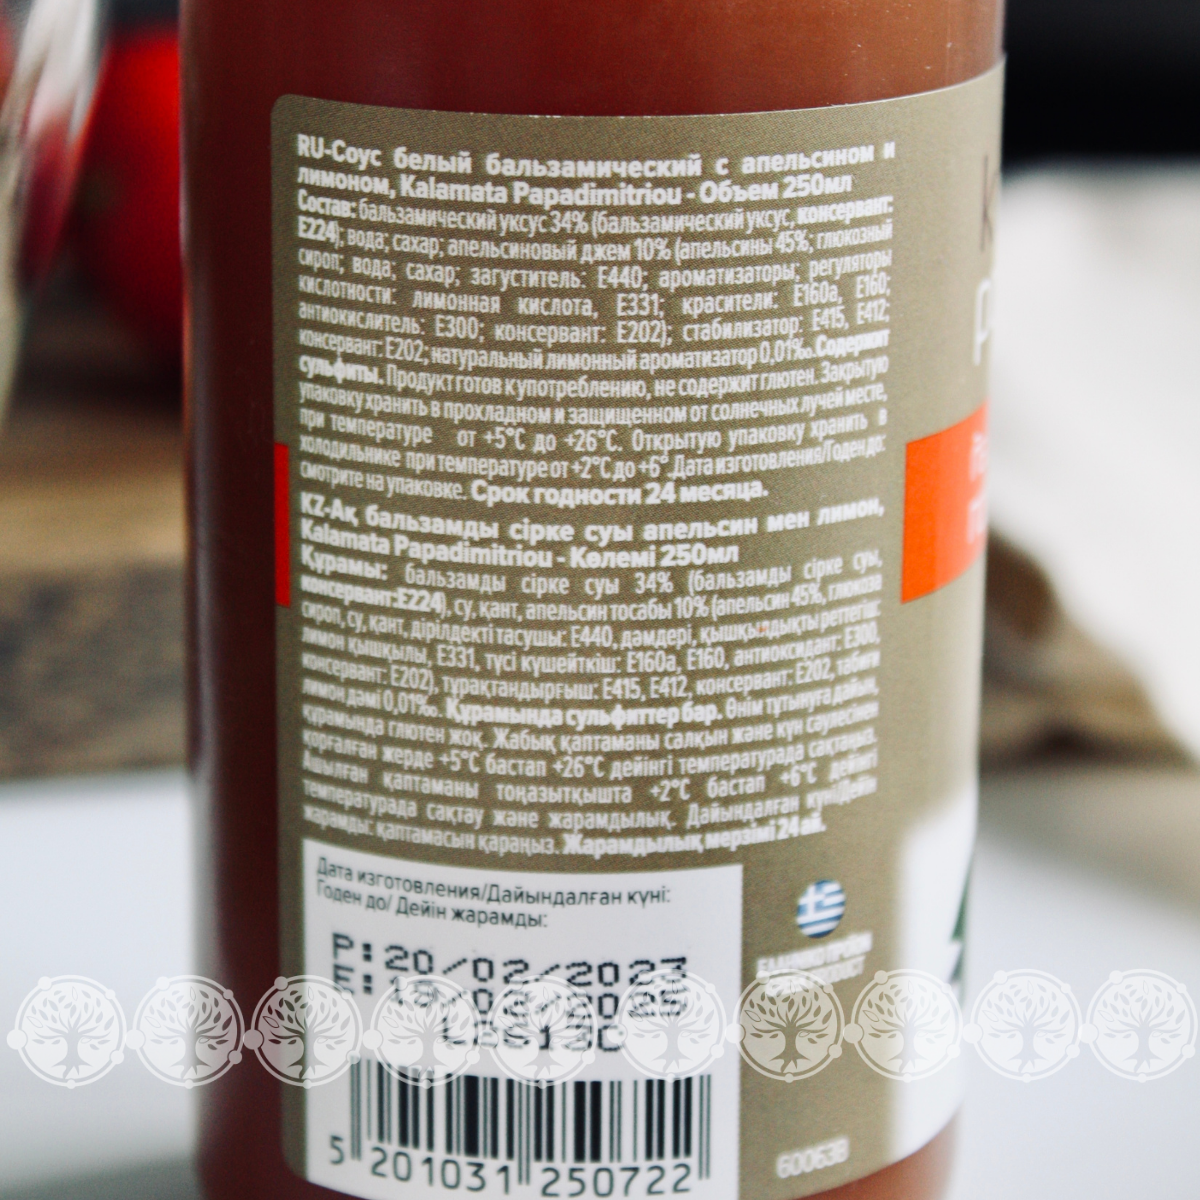 RU-Соус белый бальзамический с апельсином и
лимоном, Kalamata Papadimitriou - Объем 250мл
Состав: бальзамический уксус 34% (бальзамический уксус, консервант:
E224); вода; сахар; апельсиновый джем 10% (апельсины 45%; глюкозный
сироп; вода; сахар; загуститель: E440; ароматизаторы; регуляторы
кислотности: лимонная кислота, E331; красители: E160a, E160;
антиокислитель: E300; консервант: E202); стабилизатор: E415, E412;
консервант: E202; натуральный лимонный ароматизатор 0,01‰. Содержит
сульфиты. Продукт готов к употреблению, не содержит глютен. Закрытую
упаковку хранить в прохладном и защищенном от солнечных лучей месте,
при температуре от +5°C до +26°C. Открытую упаковку хранить в
холодильнике при температуре от +2°C до +6°. Дата изготовления/Годен до:
смотрите на упаковке. Срок годности 24 месяца.
KZ-Ақ бальзамды сірке суы апельсин мен лимон,
Kalamata Papadimitriou - Көлемі 250мл
Құрамы: бальзамды сірке суы 34% (бальзамды сірке суы,
консервант:E224), су, қант, апельсин тосабы 10% (апельсин 45%, глюкоза
сироп, су, қант, дірілдекті тасушы: E440, дәмдері, қышқылдықты реттегіш:
лимон қышқылы, E331, түсі күшейткіш: E160a, E160, антиоксидант: E300,
консервант: E202), тұрақтандырғыш: E415, E412, консервант: E202, табиғи
лимон дәмі 0,01‰. Құрамында сульфиттер бар. Өнім тұтынуға дайын,
құрамында глютен жоқ. Жабық қаптаманы салқын және күн сәулесінен
қорғалған жерде +5°C бастап +26°C дейінгі температурада сақтаңыз.
Ашылған қаптаманы тоңазытқышта +2°C бастап +6°C дейінгі
температурада сақтау және жарамдылық. Дайындалған күні/Дейін
жарамды: қаптамасын қараңыз. Жарамдылық мерзімі 24 ай.
Дата изготовления/Дайындалған күні:
Годен до/ Дейін жарамды:
P: 20/02/2023
E: 19/02/2025
5 201031 250722
600638